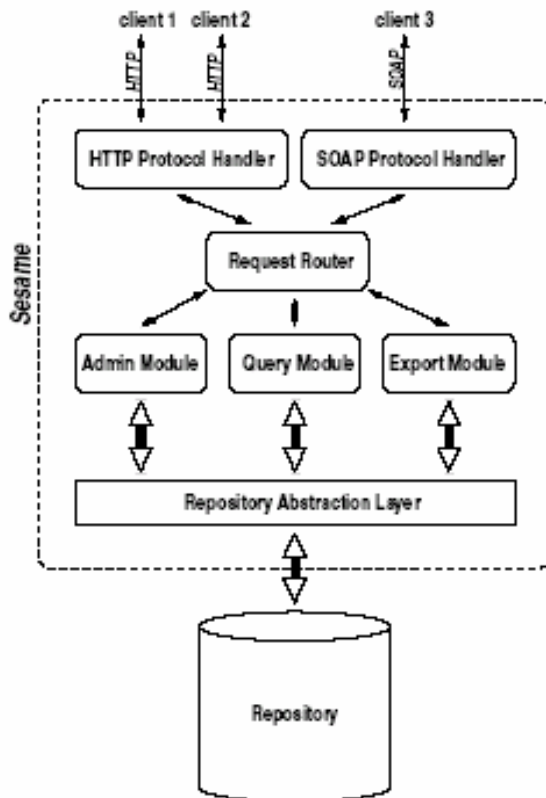 client 1 client 2 client 3
HTTP HTTP SOAP
HTTP Protocol Handler SOAP Protocol Handler
Sesame
Request Router
Admin Module Query Module Export Module
Repository Abstraction Layer
Repository